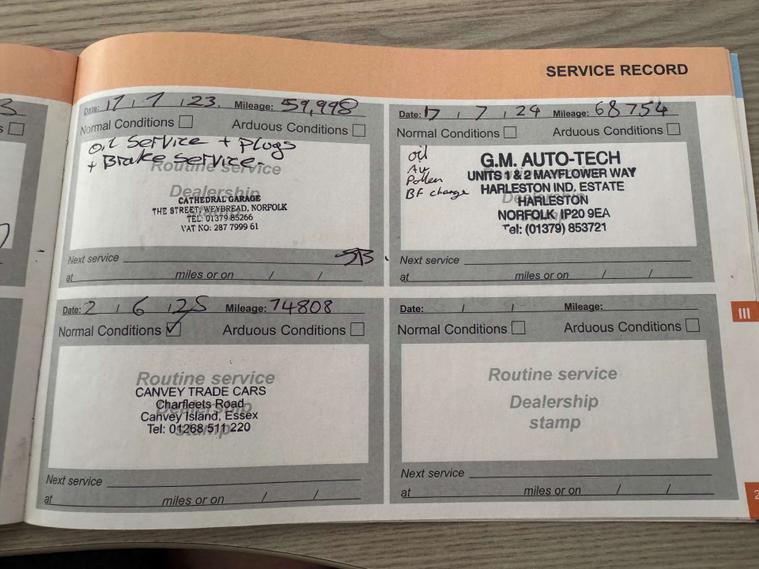 SERVICE RECORD
Date: 17 / 7 / 23 Mileage: 59,998
Normal Conditions Arduous Conditions
Oil Service + Plugs
+ Brake Service.
Routine service
Dealership
stamp
CATHEDRAL GARAGE
THE STREET, WEYBREAD, NORFOLK
TEL: 01379 85266
VAT NO: 287 7999 61
Next service
at miles or on / /
Date: 17 / 7 / 24 Mileage: 68754
Normal Conditions Arduous Conditions
Oil
Air
Pollen
BF change
G.M. AUTO-TECH
UNITS 1 & 2 MAYFLOWER WAY
HARLESTON IND. ESTATE
HARLESTON
NORFOLK IP20 9EA
Tel: (01379) 853721
Next service
at miles or on / /
Date: 2 / 6 / 25 Mileage: 74808
Normal Conditions Arduous Conditions
Routine service
Dealership
stamp
CANVEY TRADE CARS
Charfleets Road
Canvey Island, Essex
Tel: 01268 511 220
Next service
at miles or on / /
Date: / / Mileage:
Normal Conditions Arduous Conditions
Routine service
Dealership
stamp
Next service
at miles or on / /
III
2